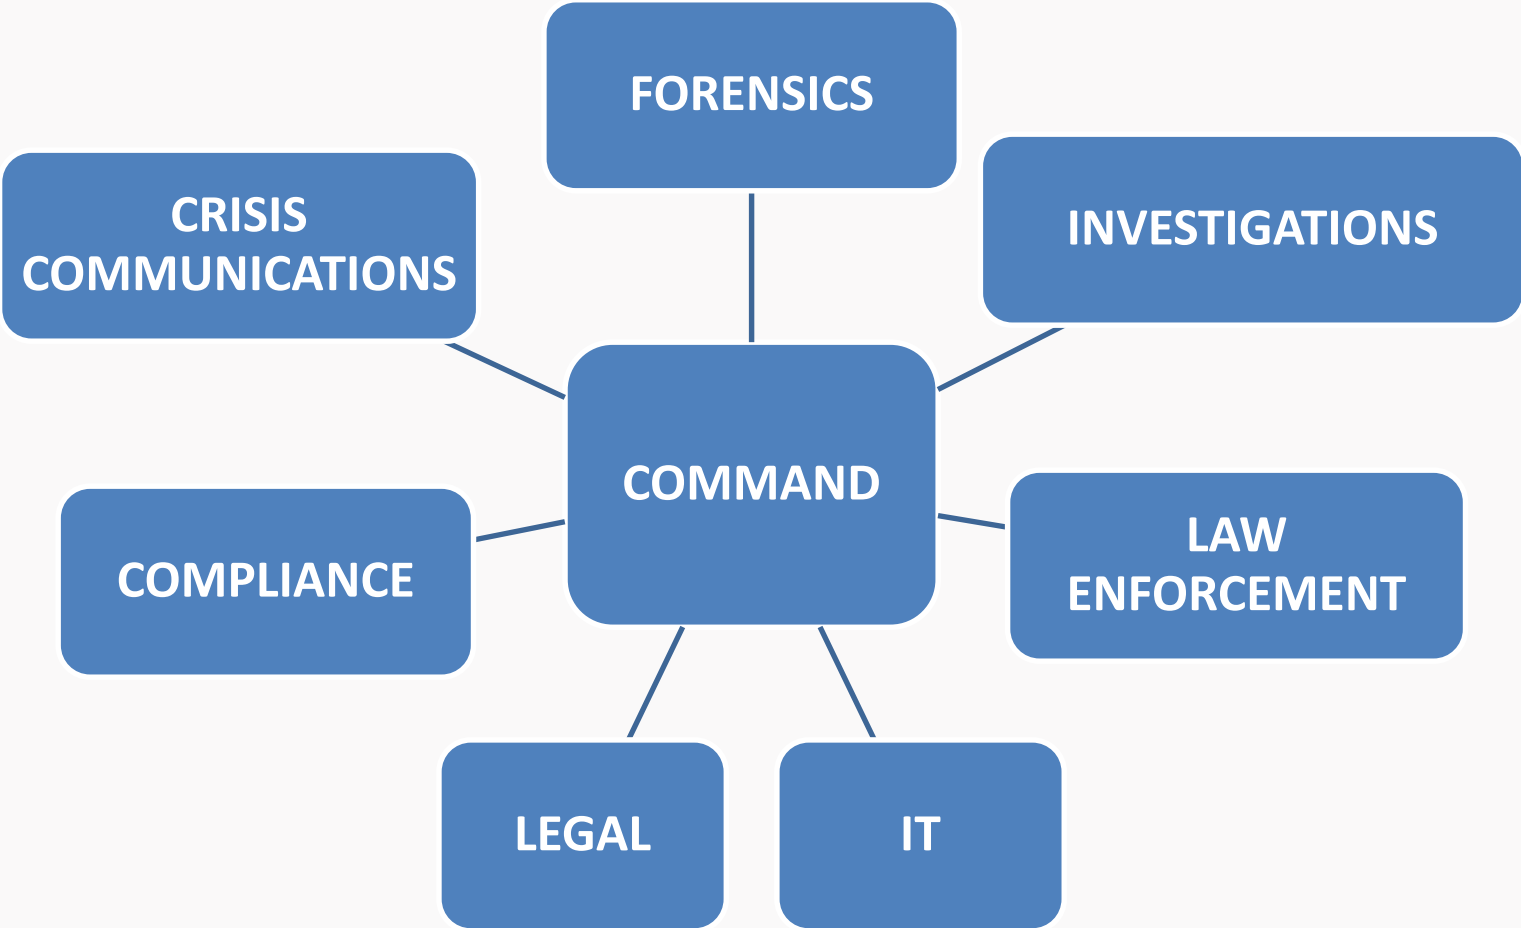 FORENSICS
INVESTIGATIONS
CRISIS
COMMUNICATIONS
COMMAND
LAW
ENFORCEMENT
COMPLIANCE
LEGAL
IT